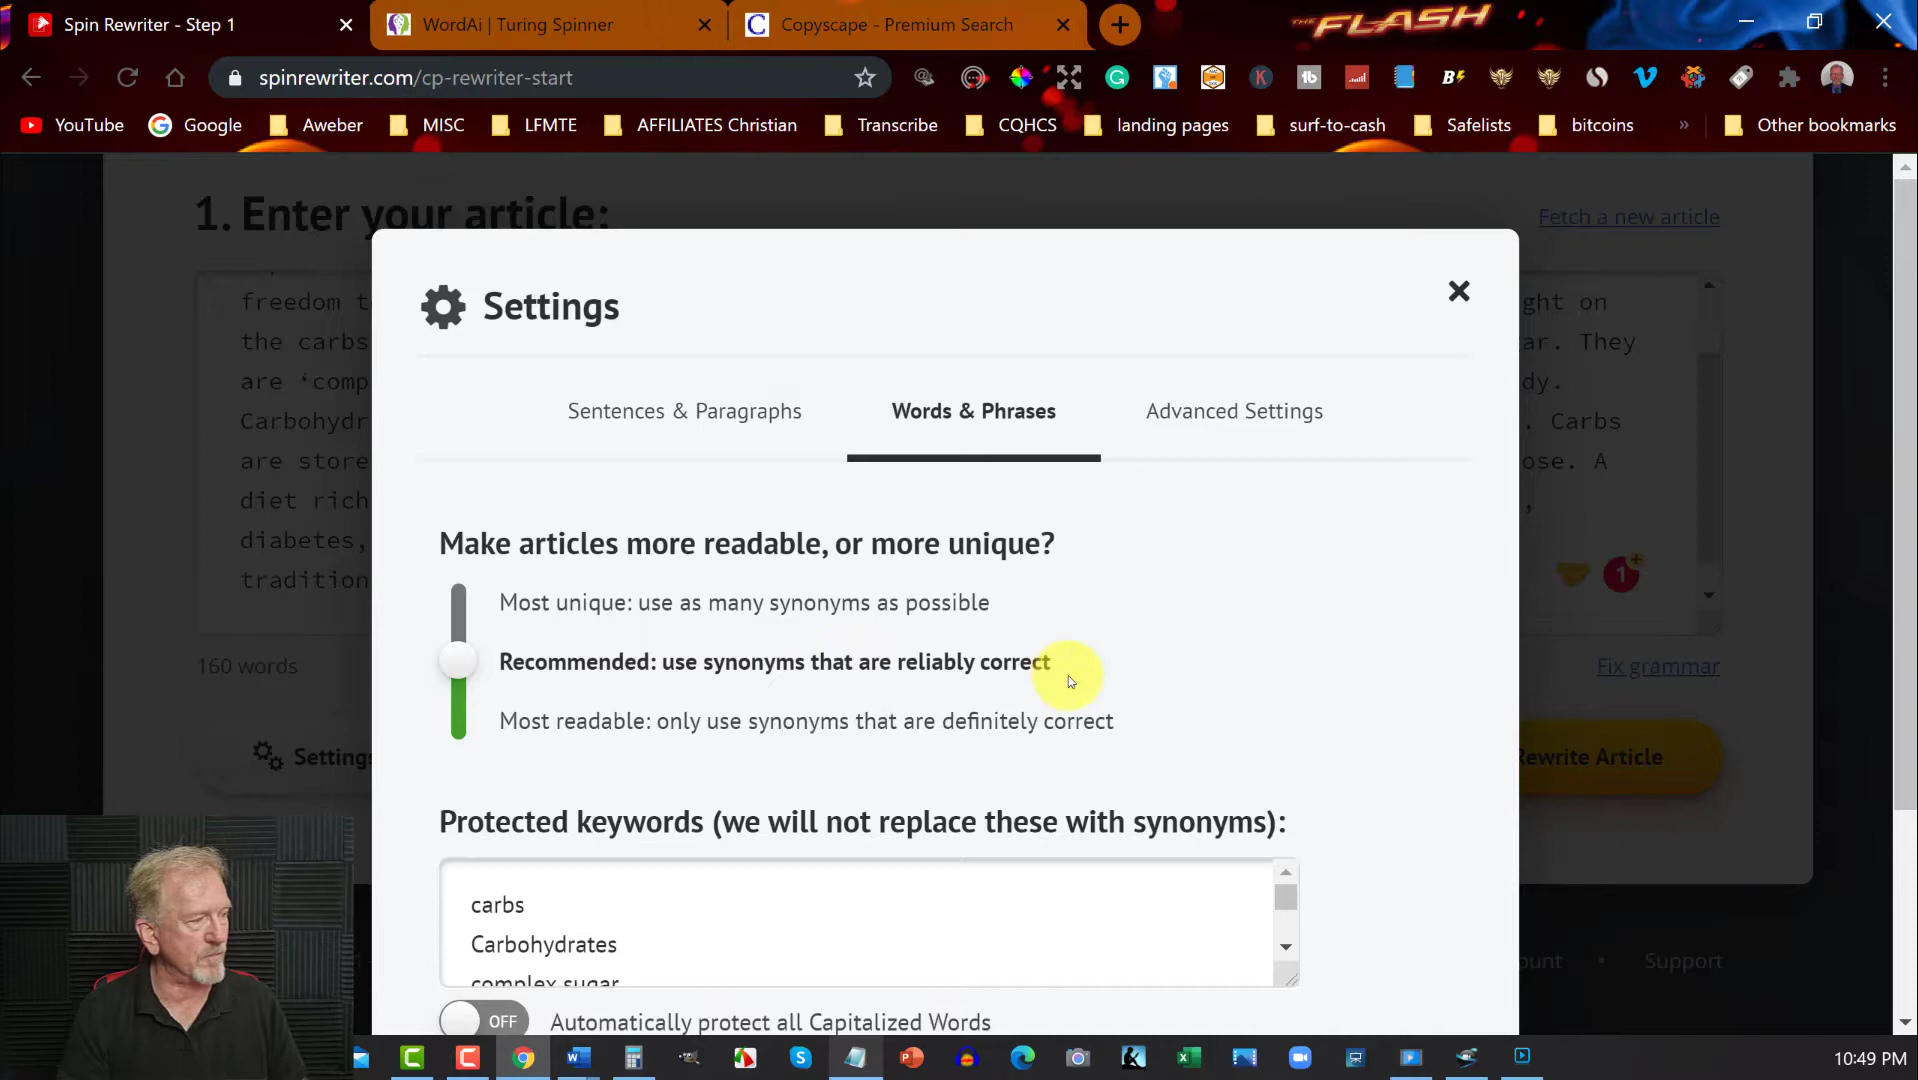 Spin Rewriter - Step 1
WordAi | Turing Spinner
Copyscape - Premium Search
THE FLASH
spinrewriter.com/cp-rewriter-start
YouTube
Google
Aweber
MISC
LFMTE
AFFILIATES Christian
Transcribe
CQHCS
landing pages
surf-to-cash
Safelists
bitcoins
»
Other bookmarks
1. Enter your article:
Fetch a new article
Settings
freedom
the carbs
are ‘comp
Carbohydr
are store
diet rich
diabetes,
tradition
ght on
ar. They
dy.
. Carbs
ose. A
,
Sentences & Paragraphs
Words & Phrases
Advanced Settings
Make articles more readable, or more unique?
Most unique: use as many synonyms as possible
Recommended: use synonyms that are reliably correct
Most readable: only use synonyms that are definitely correct
1
160 words
Fix grammar
Settings
Rewrite Article
Protected keywords (we will not replace these with synonyms):
carbs
Carbohydrates
complex sugar
OFF
Automatically protect all Capitalized Words
ount • Support
10:49 PM